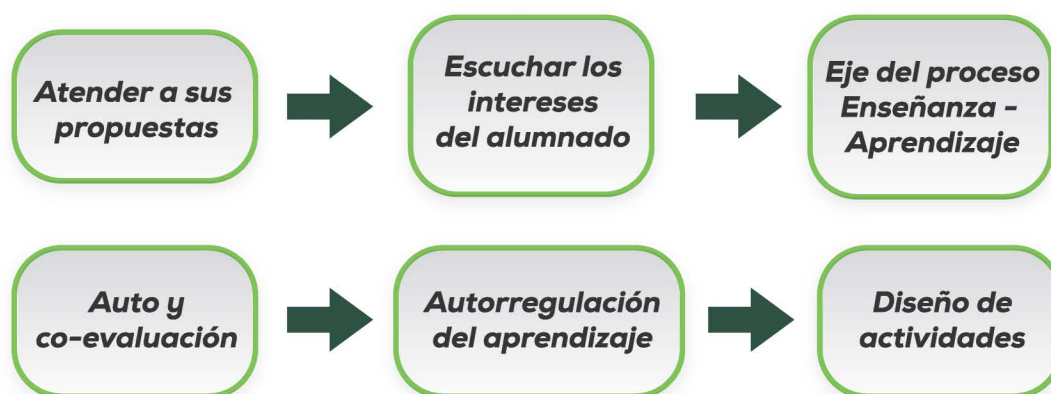 Atender a sus
propuestas
Escuchar los
intereses
del alumnado
Eje del proceso
Enseñanza -
Aprendizaje
Auto y
co-evaluación
Autorregulación
del aprendizaje
Diseño de
actividades